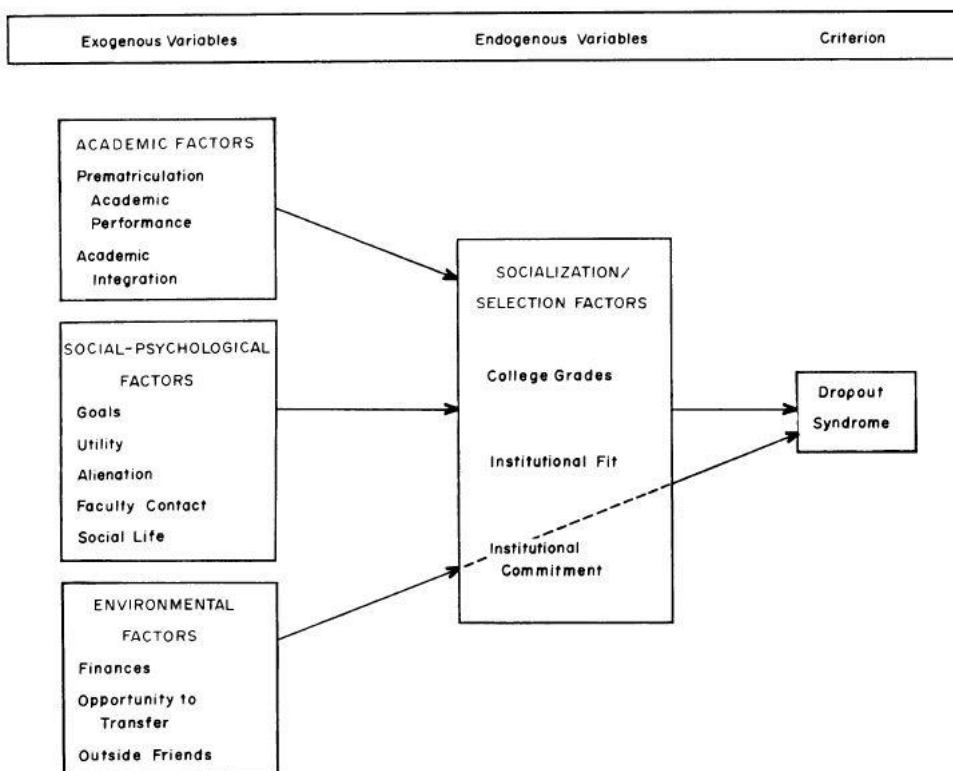 Exogenous Variables
Endogenous Variables
Criterion
ACADEMIC FACTORS
Prematriculation
Academic
Performance
Academic
Integration
SOCIAL-PSYCHOLOGICAL
FACTORS
Goals
Utility
Alienation
Faculty Contact
Social Life
ENVIRONMENTAL
FACTORS
Finances
Opportunity to
Transfer
Outside Friends
SOCIALIZATION/
SELECTION FACTORS
College Grades
Institutional Fit
Institutional
Commitment
Dropout
Syndrome